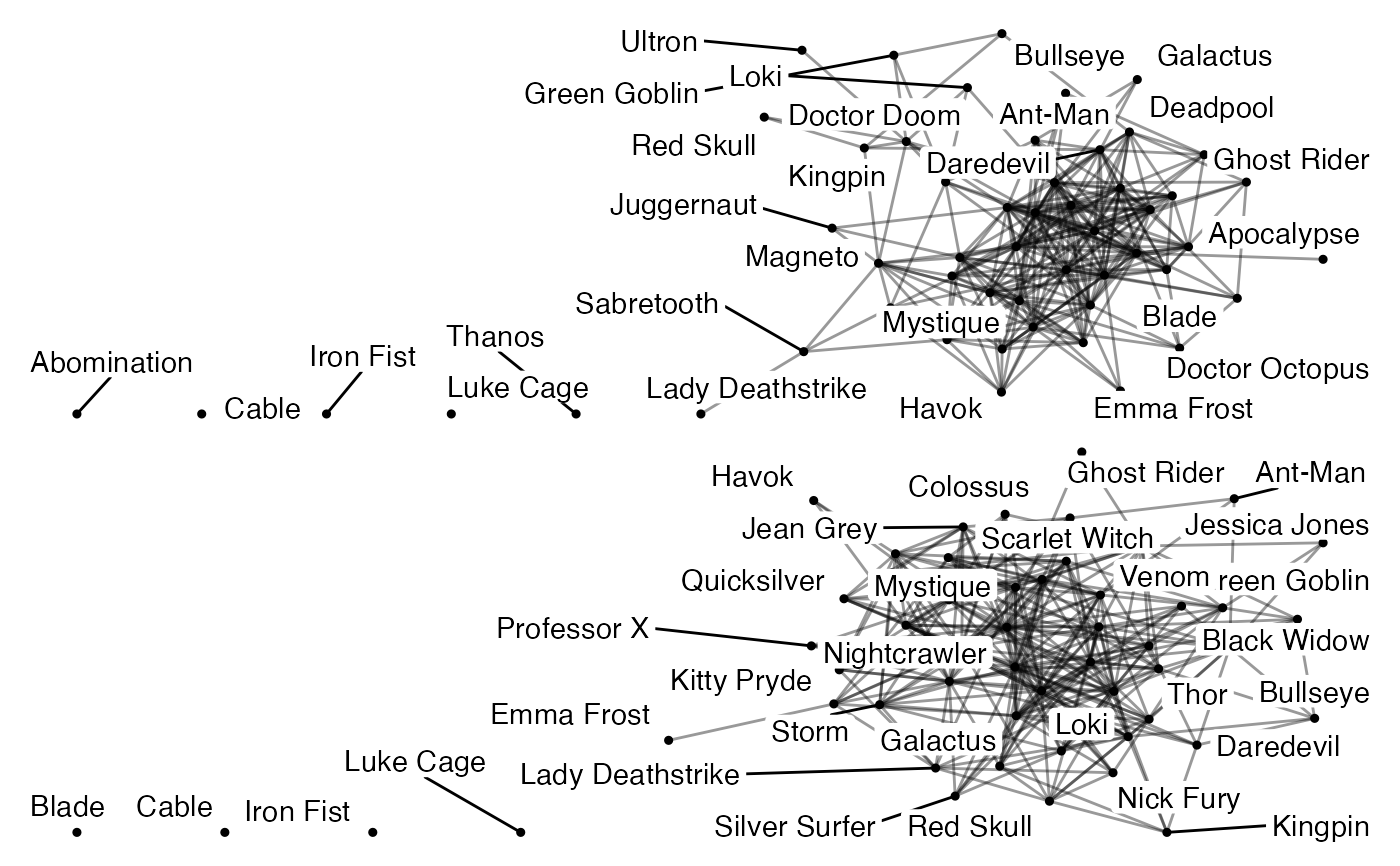 Ultron
Bullseye
Galactus
Loki
Green Goblin
Deadpool
Doctor Doom
Ant-Man
Red Skull
Daredevil
Ghost Rider
Kingpin
Juggernaut
Apocalypse
Magneto
Sabretooth
Mystique
Blade
Thanos
Abomination
Iron Fist
Doctor Octopus
Luke Cage
Lady Deathstrike
Cable
Havok
Emma Frost
Havok
Ghost Rider
Ant-Man
Colossus
Jean Grey
Scarlet Witch
Jessica Jones
Quicksilver
Mystique
Venom
reen Goblin
Professor X
Nightcrawler
Black Widow
Kitty Pryde
Thor
Bullseye
Emma Frost
Storm
Loki
Galactus
Daredevil
Luke Cage
Lady Deathstrike
Nick Fury
Blade
Cable
Iron Fist
Silver Surfer
Red Skull
Kingpin